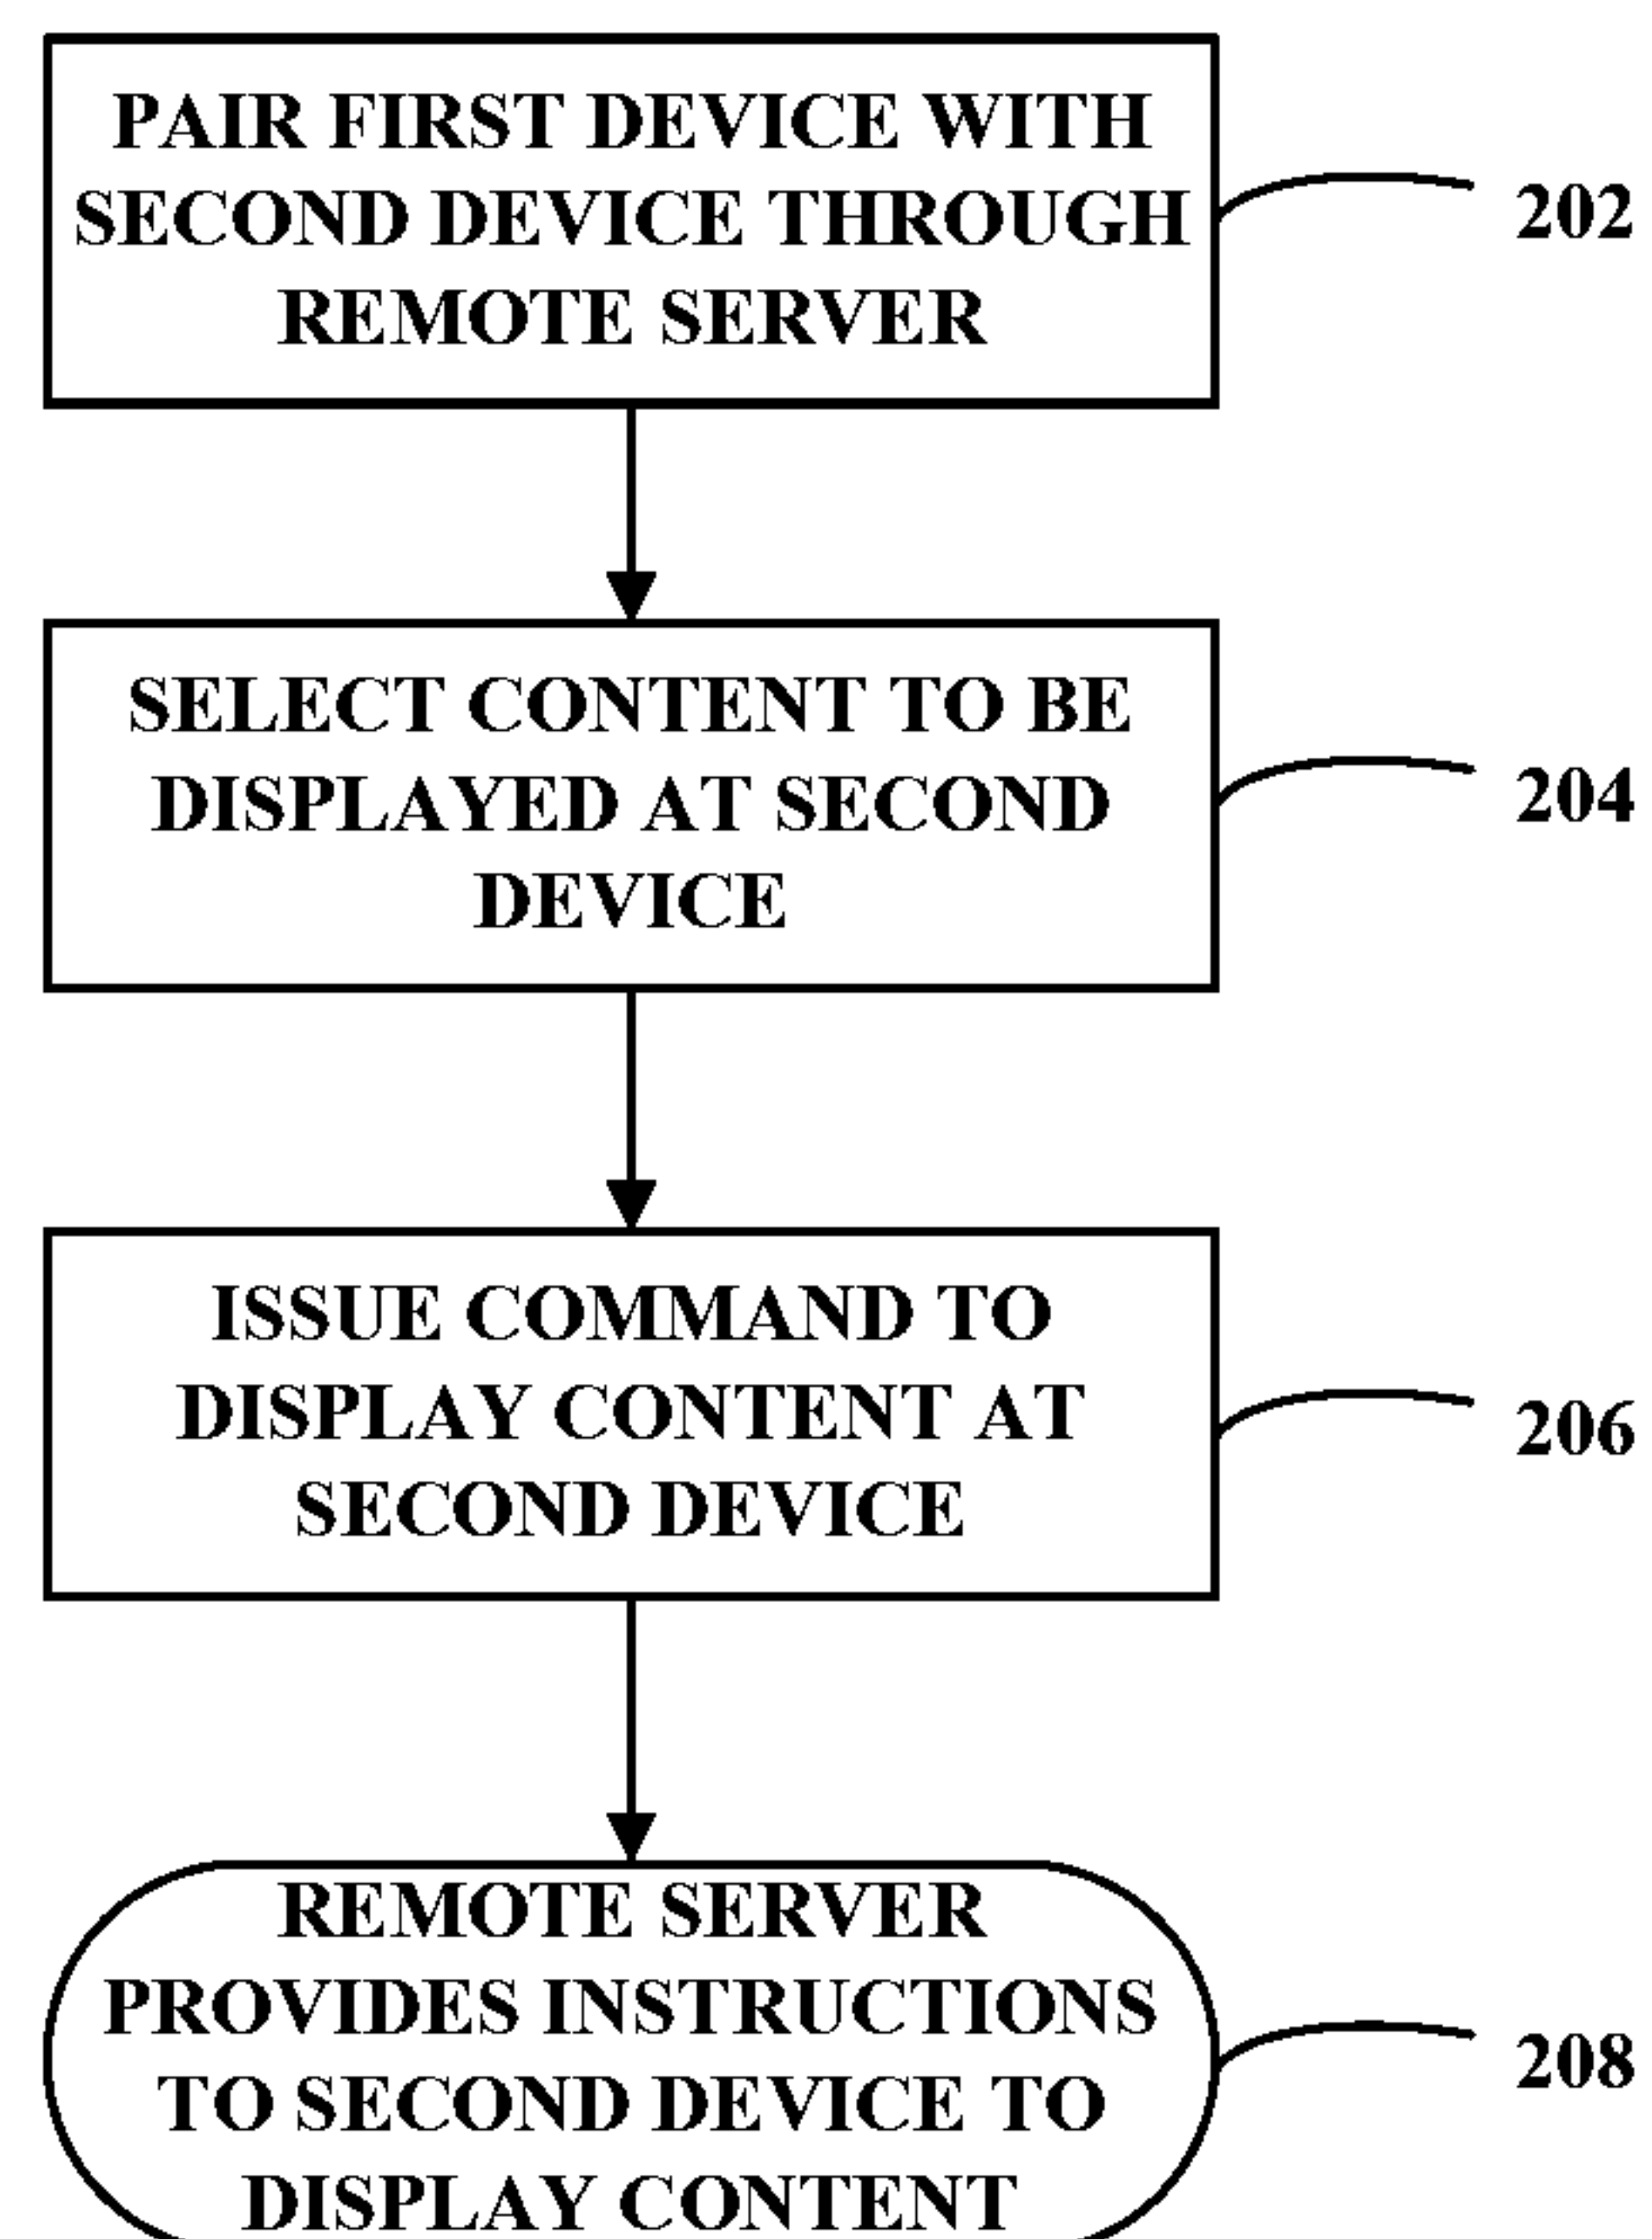 PAIR FIRST DEVICE WITH
SECOND DEVICE THROUGH
REMOTE SERVER
202
SELECT CONTENT TO BE
DISPLAYED AT SECOND
DEVICE
204
ISSUE COMMAND TO
DISPLAY CONTENT AT
SECOND DEVICE
206
REMOTE SERVER
PROVIDES INSTRUCTIONS
TO SECOND DEVICE TO
DISPLAY CONTENT
208